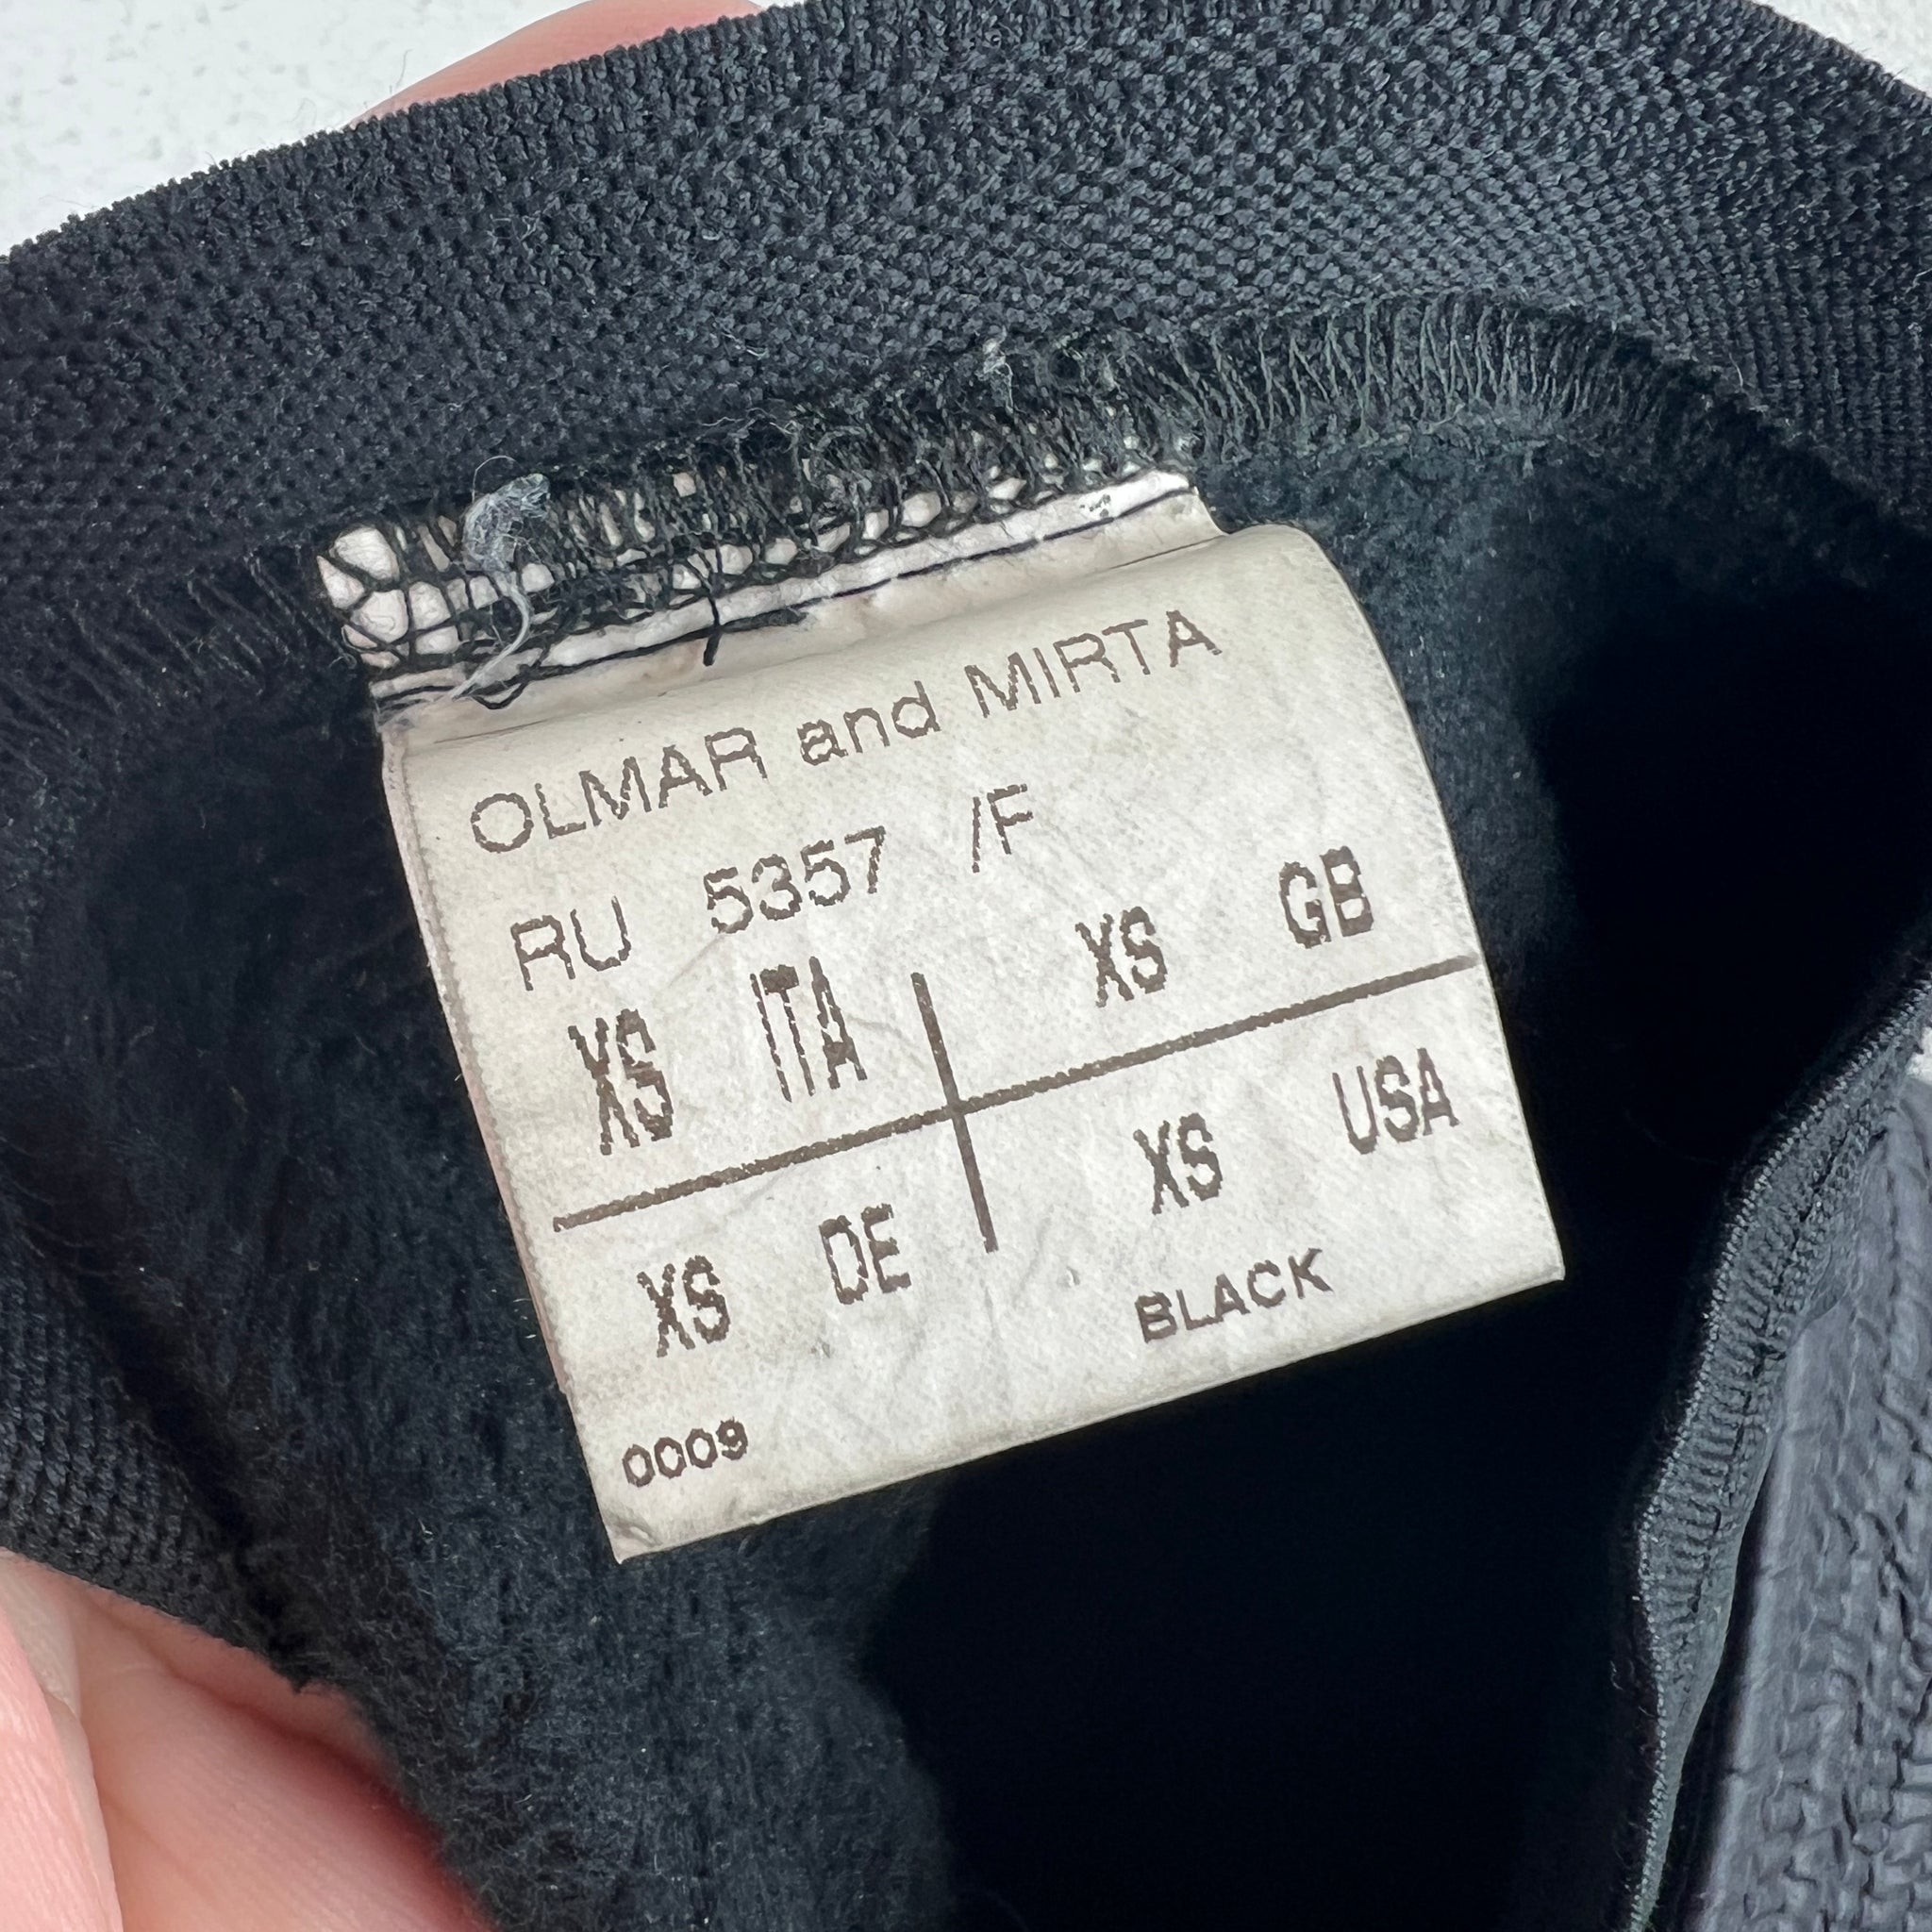 OLMAR and MIRTA
RU 5357 /F
XS ITA XS GB
XS DE XS USA
BLACK
0009